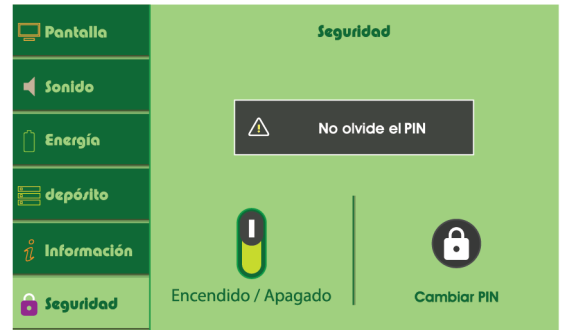 Pantalla
Sonido
Energía
depósito
Información
Seguridad
Seguridad
No olvide el PIN
Encendido / Apagado
Cambiar PIN